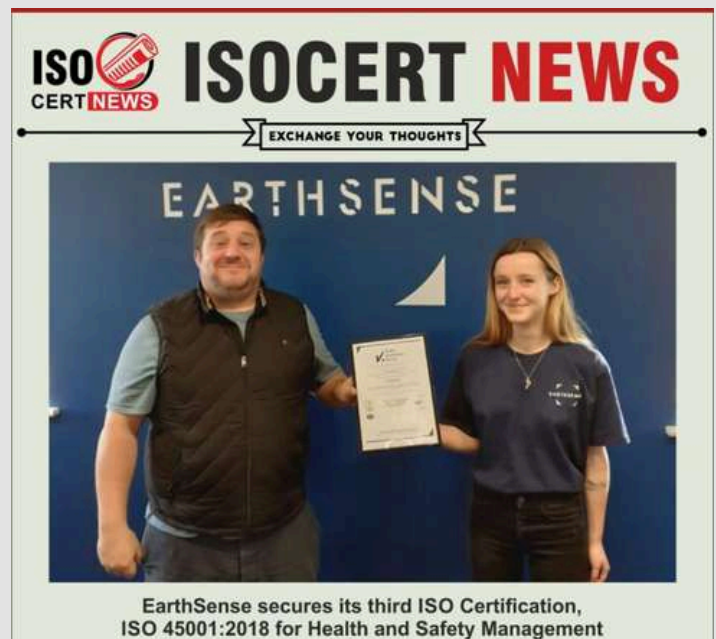 ISO
CERT NEWS
ISOCERT NEWS
EXCHANGE YOUR THOUGHTS
EARTHSENSE
EARTHSENSE
EarthSense secures its third ISO Certification,
ISO 45001:2018 for Health and Safety Management